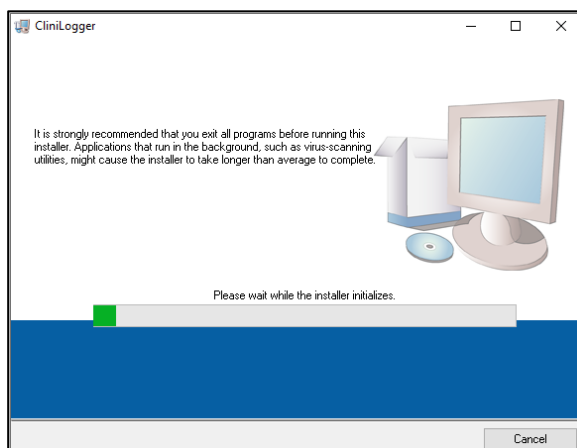 CliniLogger
It is strongly recommended that you exit all programs before running this
installer. Applications that run in the background, such as virus-scanning
utilities, might cause the installer to take longer than average to complete.
Please wait while the installer initializes.
Cancel